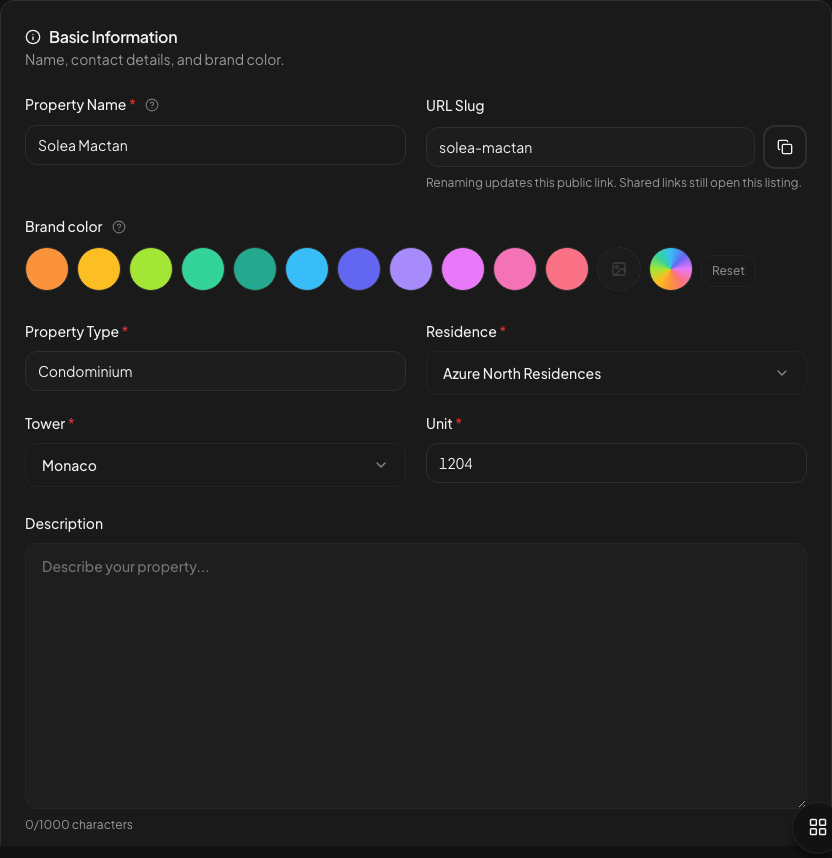 Basic Information
Name, contact details, and brand color.
Property Name *
URL Slug
Solea Mactan
solea-mactan
Renaming updates this public link. Shared links still open this listing.
Brand color
Reset
Property Type *
Residence *
Condominium
Azure North Residences
Tower *
Unit *
Monaco
1204
Description
Describe your property...
0/1000 characters